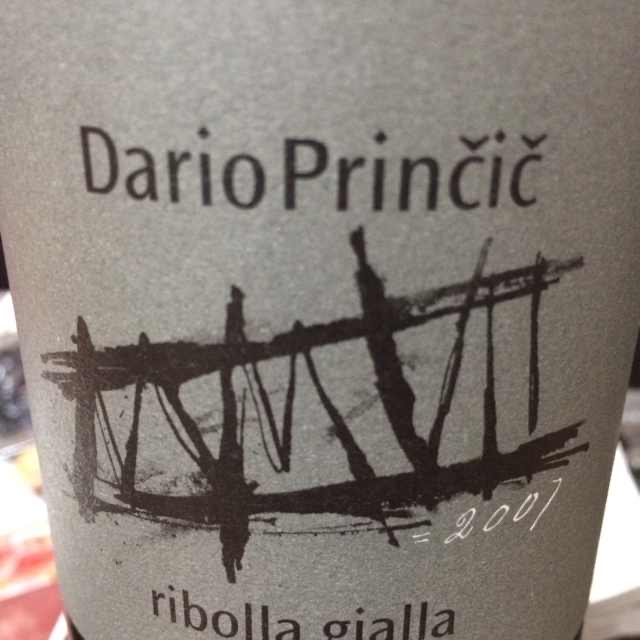 Dario Prinčič
= 2007
ribolla gialla